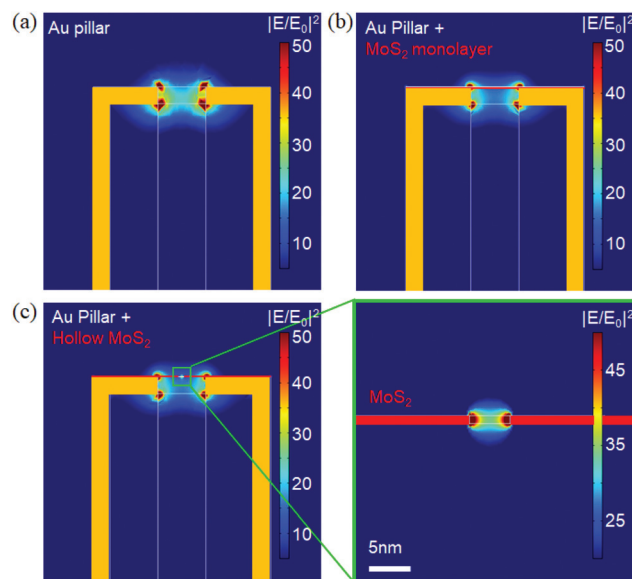 (a) Au pillar |E/E₀|²
50
40
30
20
10
(b) Au Pillar + |E/E₀|²
MoS₂ monolayer 50
40
30
20
10
(c) Au Pillar + |E/E₀|²
Hollow MoS₂ 50
40
30
20
10
|E/E₀|²
45
MoS₂
35
25
5nm